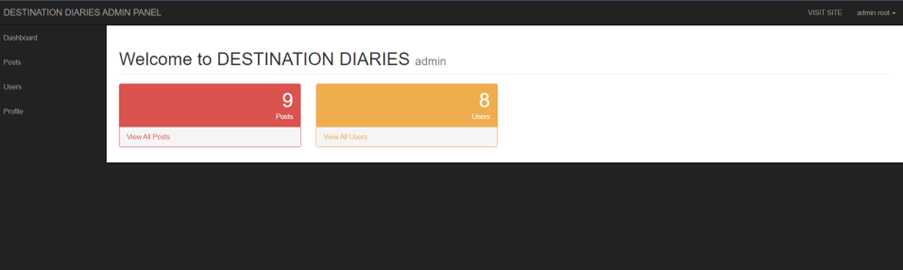 DESTINATION DIARIES ADMIN PANEL
VISIT SITE
admin root
Dashboard
Posts
Users
Profile
Welcome to DESTINATION DIARIES admin
9
Posts
View All Posts
8
Users
View All Users